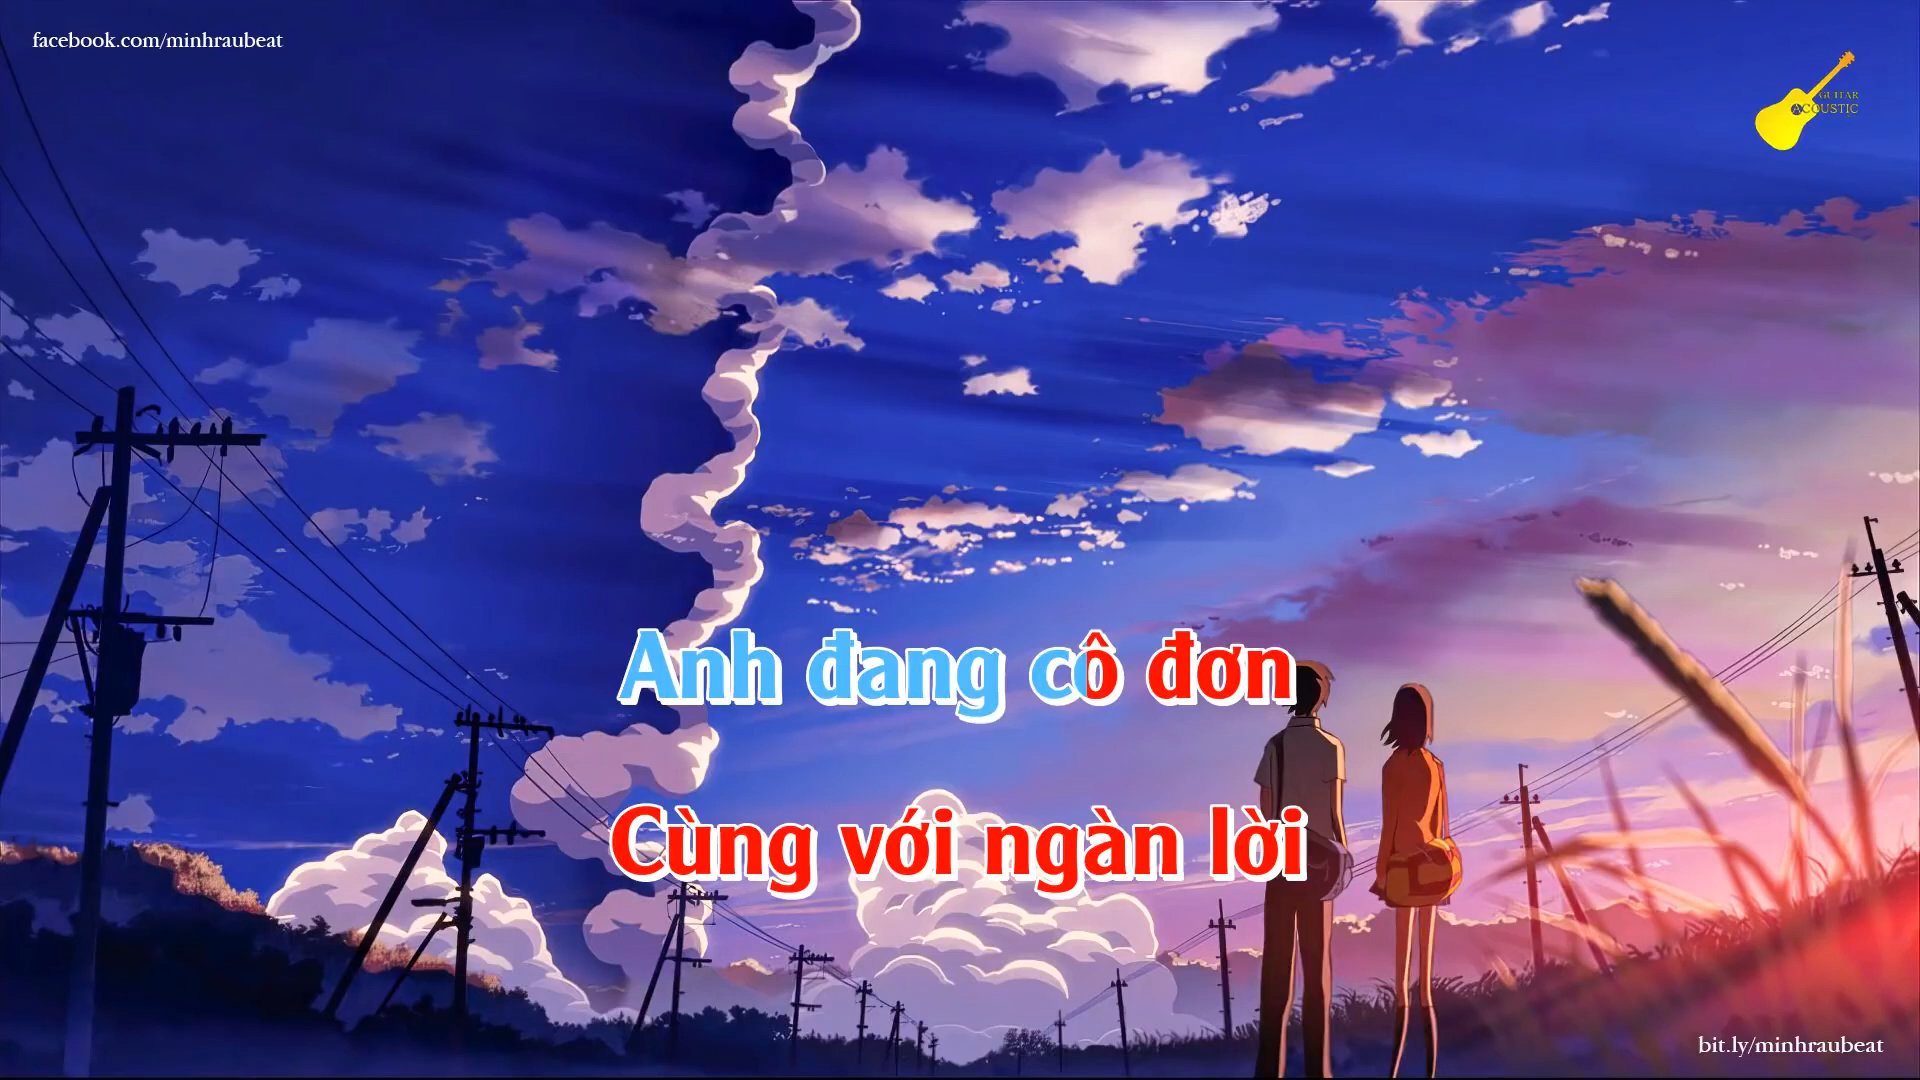 facebook.com/minhraubeat
GUITAR
ACOUSTIC
Anh đang cô đơn
Cùng với ngàn lời
bit.ly/minhraubeat